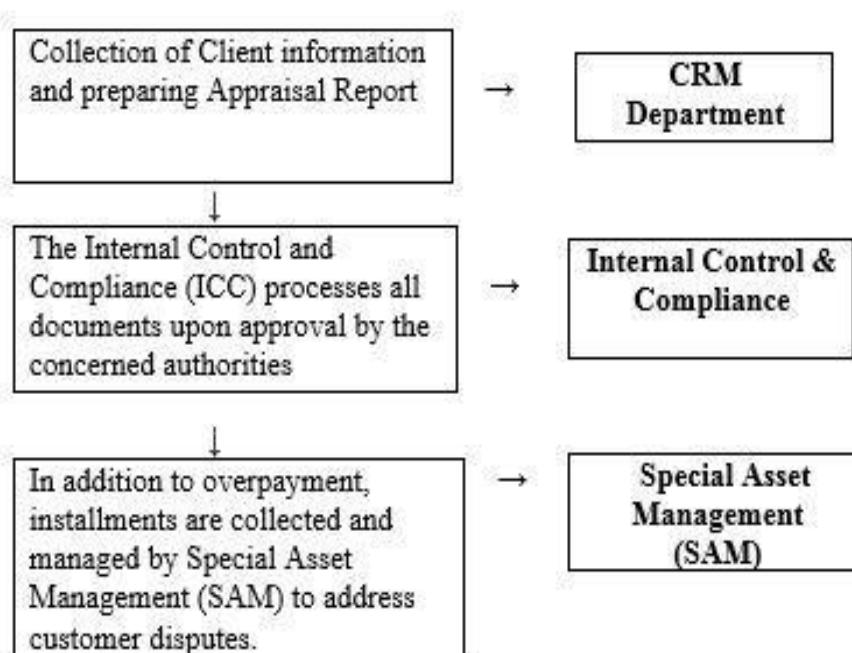 Collection of Client information
and preparing Appraisal Report
→
CRM
Department
↓
The Internal Control and
Compliance (ICC) processes all
documents upon approval by the
concerned authorities
→
Internal Control &
Compliance
↓
In addition to overpayment,
installments are collected and
managed by Special Asset
Management (SAM) to address
customer disputes.
→
Special Asset
Management
(SAM)